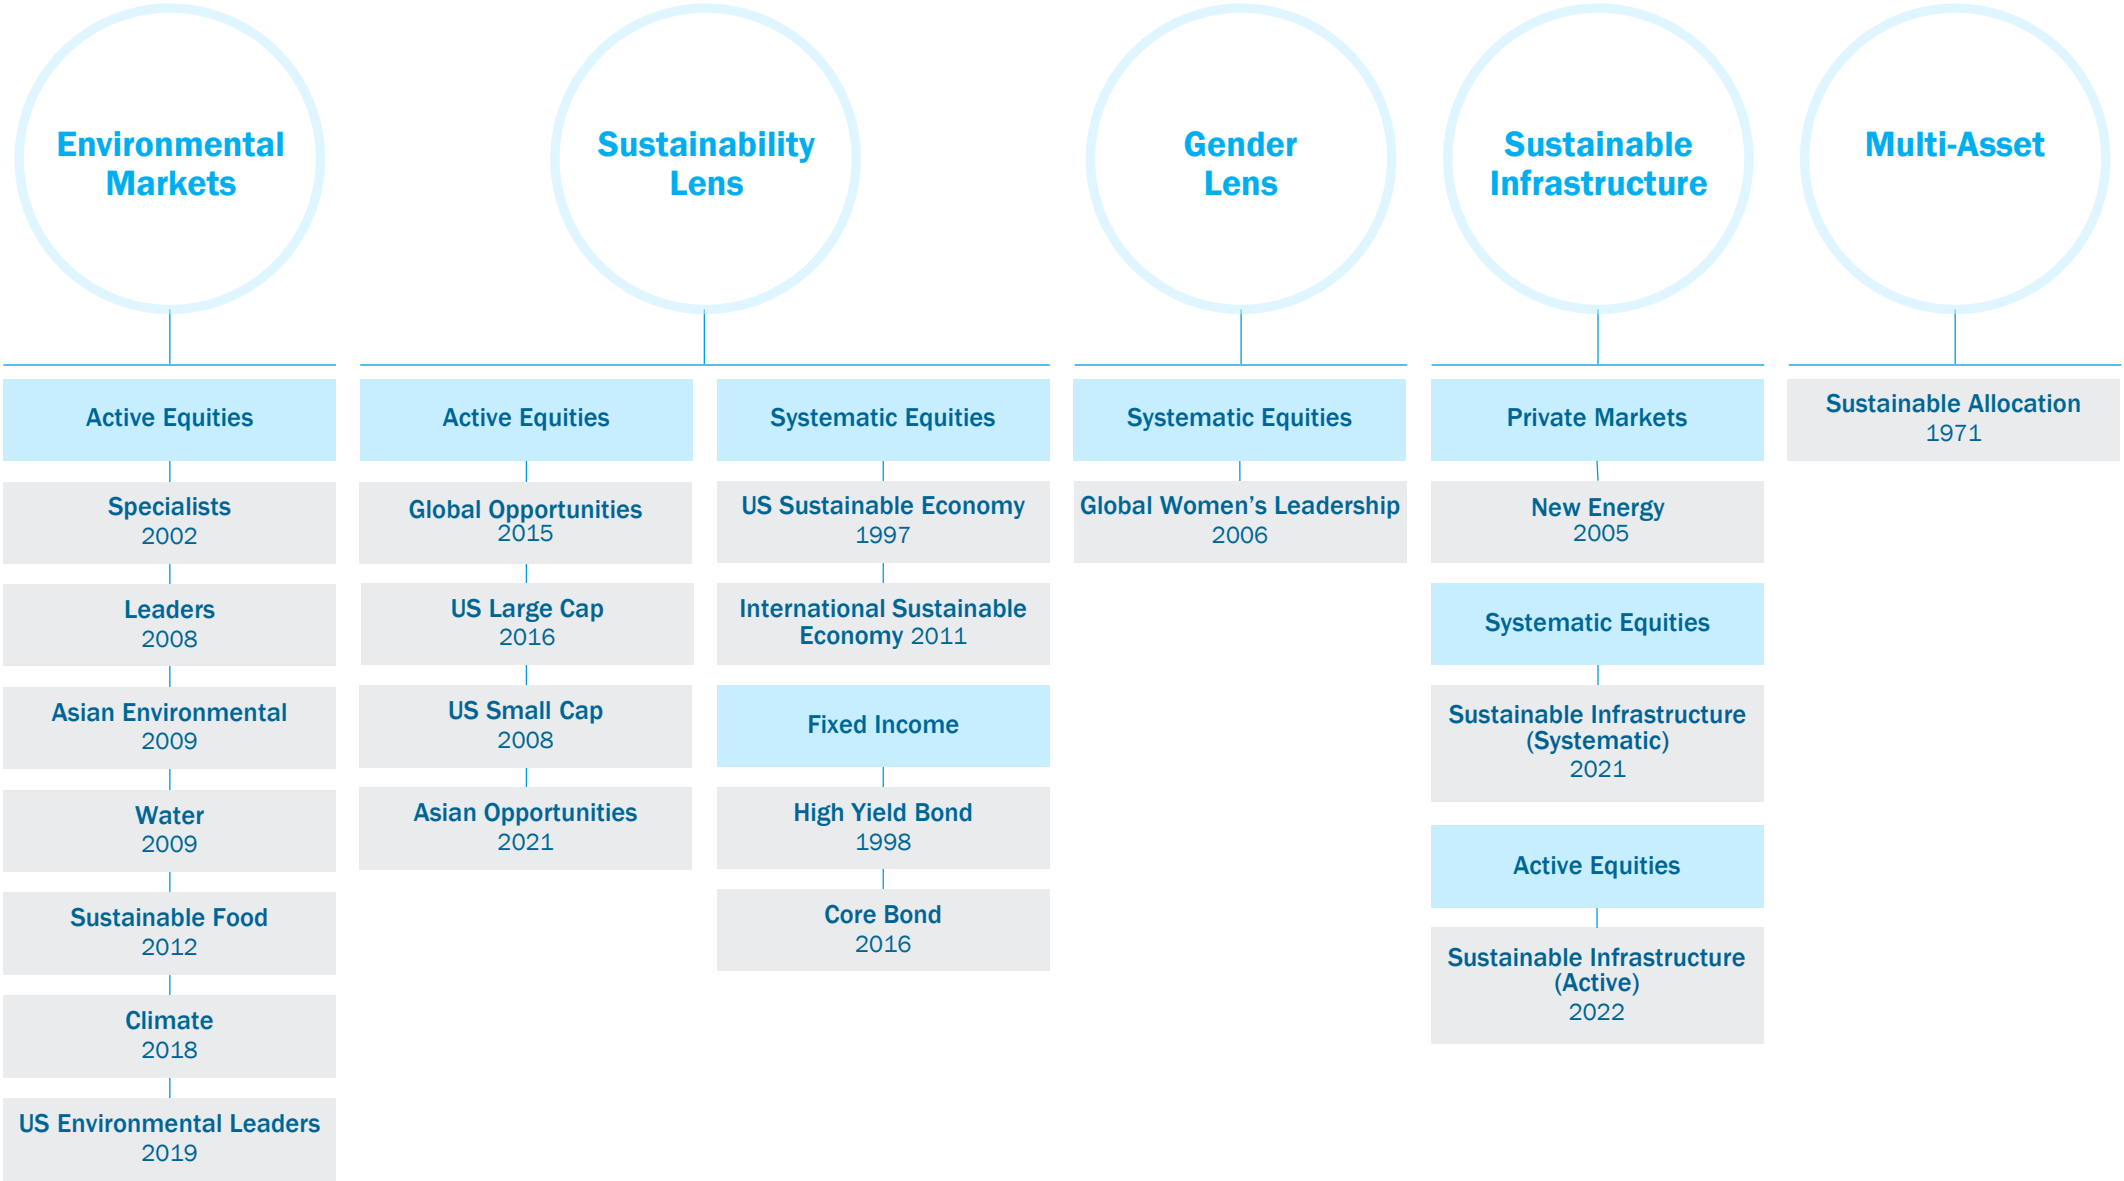 Environmental
Markets
Sustainability
Lens
Gender
Lens
Sustainable
Infrastructure
Multi-Asset
Active Equities
Specialists
2002
Leaders
2008
Asian Environmental
2009
Water
2009
Sustainable Food
2012
Climate
2018
US Environmental Leaders
2019
Active Equities
Global Opportunities
2015
US Large Cap
2016
US Small Cap
2008
Asian Opportunities
2021
Systematic Equities
US Sustainable Economy
1997
International Sustainable
Economy 2011
Fixed Income
High Yield Bond
1998
Core Bond
2016
Systematic Equities
Global Women’s Leadership
2006
Private Markets
New Energy
2005
Systematic Equities
Sustainable Infrastructure
(Systematic)
2021
Active Equities
Sustainable Infrastructure
(Active)
2022
Sustainable Allocation
1971